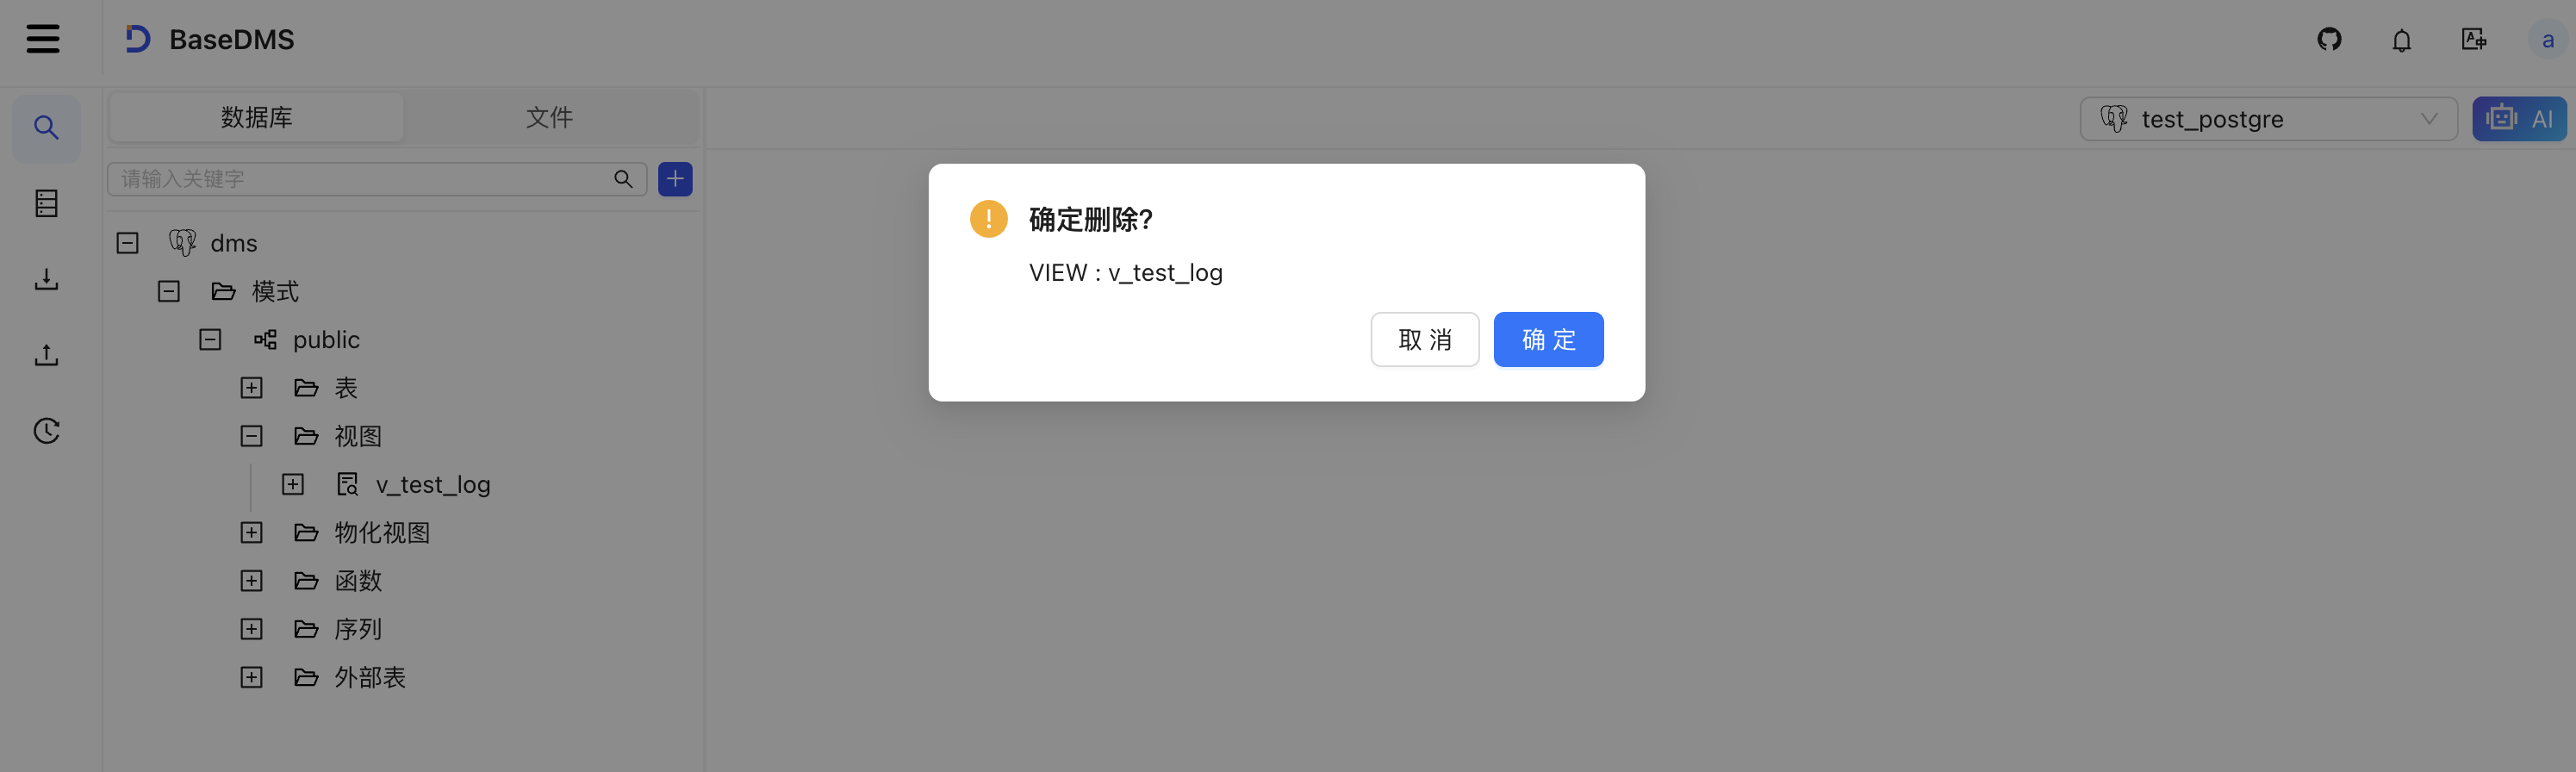 BaseDMS
a
数据库
文件
test_postgre
AI
请输入关键字
dms
模式
public
表
视图
v_test_log
物化视图
函数
序列
外部表
确定删除?
VIEW : v_test_log
取 消
确 定